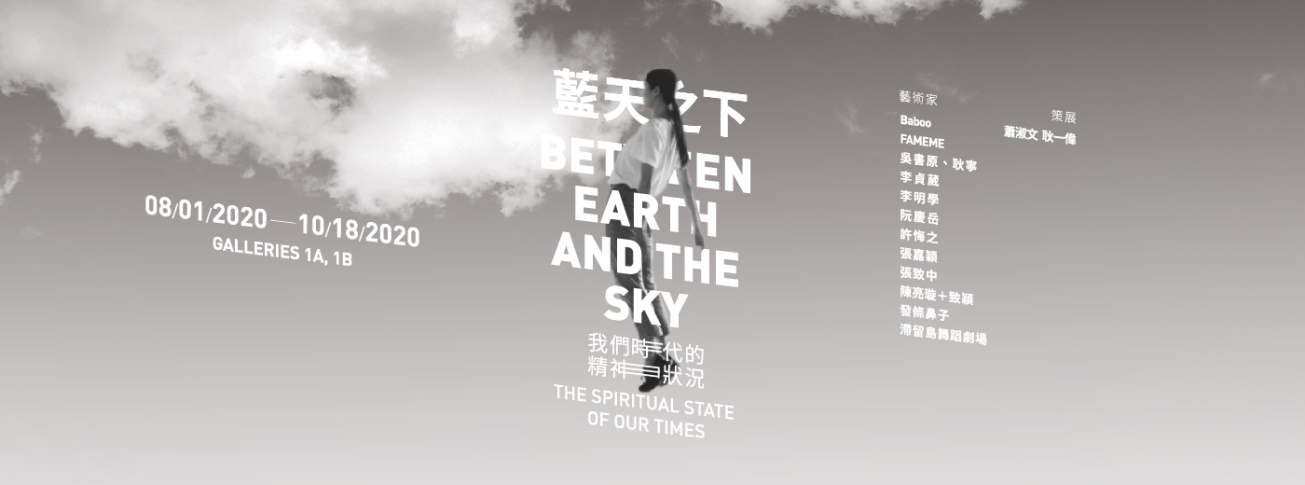 08/01/2020—10/18/2020
GALLERIES 1A, 1B
藍天之下
BETWEEN
EARTH
AND THE
SKY
我們時代的
精神狀況
THE SPIRITUAL STATE
OF OUR TIMES
藝術家
Baboo
FAMEME
吳書原、耿寧
李貞葳
李明學
阮慶岳
許悔之
張嘉穎
張致中
陳亮璇＋致穎
發條鼻子
滯留島舞蹈劇場
策展
蕭淑文 耿一偉